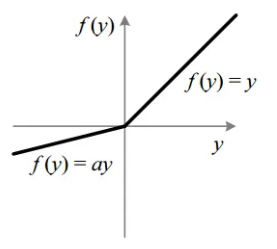 f(y)
f(y) = y
y
f(y) = ay